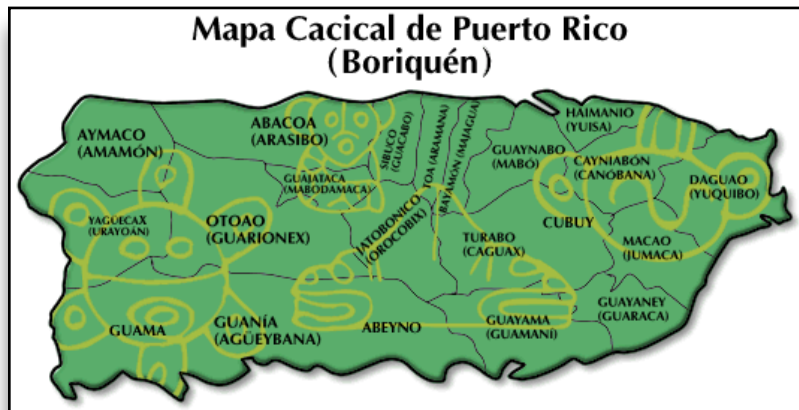 Mapa Cacical de Puerto Rico
(Boriquén)
AYMACO
(AMAMÓN)
ABACOA
(ARASIBO)
GUAJATACA
(MABODAMACA)
SIBUCO
(GUACABO)
TOA (ARAMANA)
BAYAMÓN (MAJAGUA)
GUAYNABO
(MABÓ)
HAIMANIO
(YUISA)
CAYNIABÓN
(CANÓBANA)
DAGUAO
(YUQUIBO)
YAGÜECAX
(URAYOÁN)
OTOAO
(GUARIONEX)
JATOBONICO
(OROCOBIX)
TURABO
(CAGUAX)
CUBUY
MACAO
(JUMACA)
GUAMA
GUANÍA
(AGÜEYBANA)
ABEYNO
GUAYAMA
(GUAMANI)
GUAYANEY
(GUARACA)